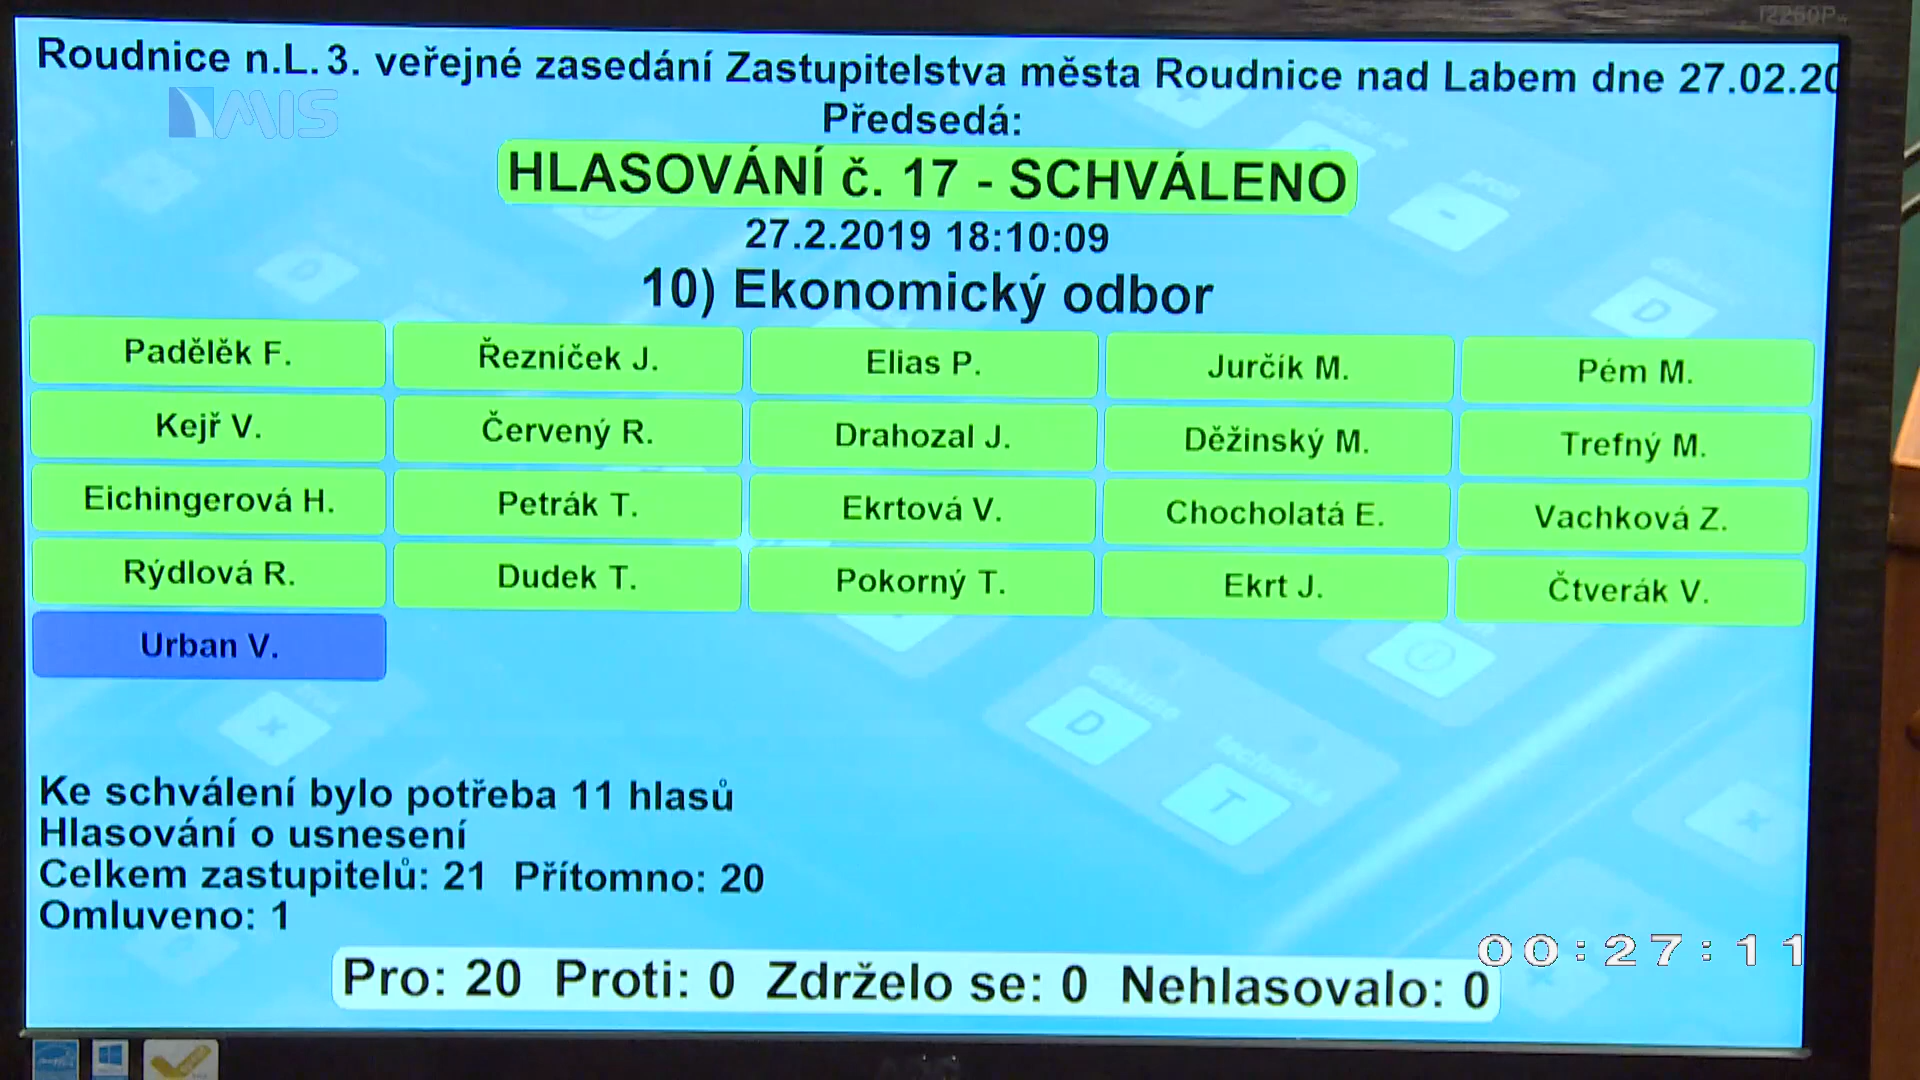 Roudnice n.L. 3. veřejné zasedání Zastupitelstva města Roudnice nad Labem dne 27.02.20
MIS
Předsedá:
HLASOVÁNÍ č. 17 - SCHVÁLENO
27.2.2019 18:10:09
10) Ekonomický odbor
Padělěk F. Řezníček J. Elias P. Jurčík M. Pém M.
Kejř V. Červený R. Drahozal J. Děžinský M. Trefný M.
Eichingerová H. Petrák T. Ekrtová V. Chocholatá E. Vachková Z.
Rýdlová R. Dudek T. Pokorný T. Ekrt J. Čtverák V.
Urban V.
Ke schválení bylo potřeba 11 hlasů
Hlasování o usnesení
Celkem zastupitelů: 21 Přítomno: 20
Omluveno: 1
00:27:11
Pro: 20 Proti: 0 Zdrželo se: 0 Nehlasovalo: 0